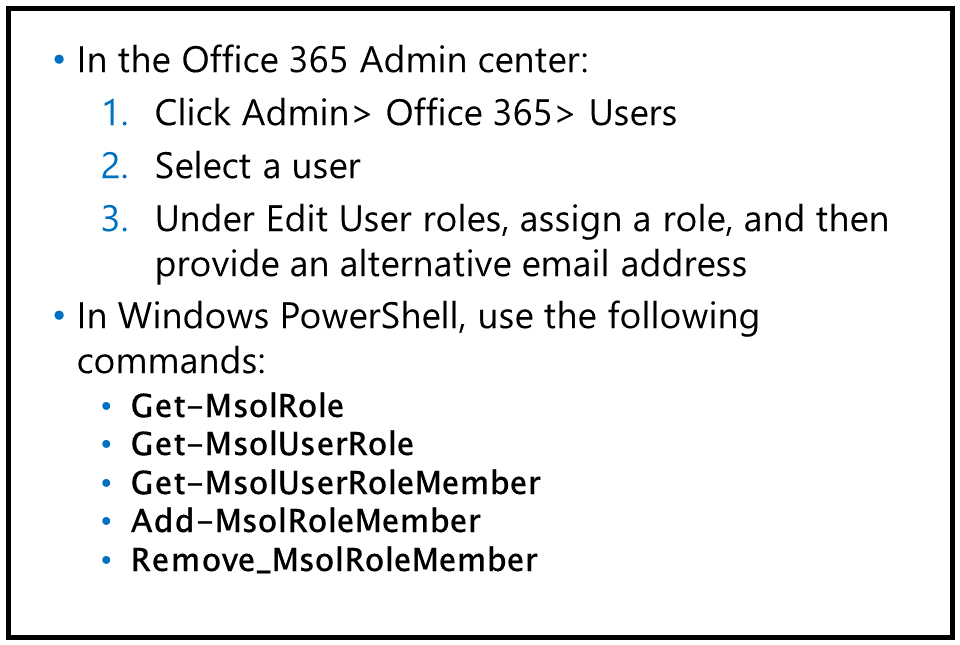 • In the Office 365 Admin center:
1. Click Admin> Office 365> Users
2. Select a user
3. Under Edit User roles, assign a role, and then
provide an alternative email address
• In Windows PowerShell, use the following
commands:
• Get-MsolRole
• Get-MsolUserRole
• Get-MsolUserRoleMember
• Add-MsolRoleMember
• Remove_MsolRoleMember